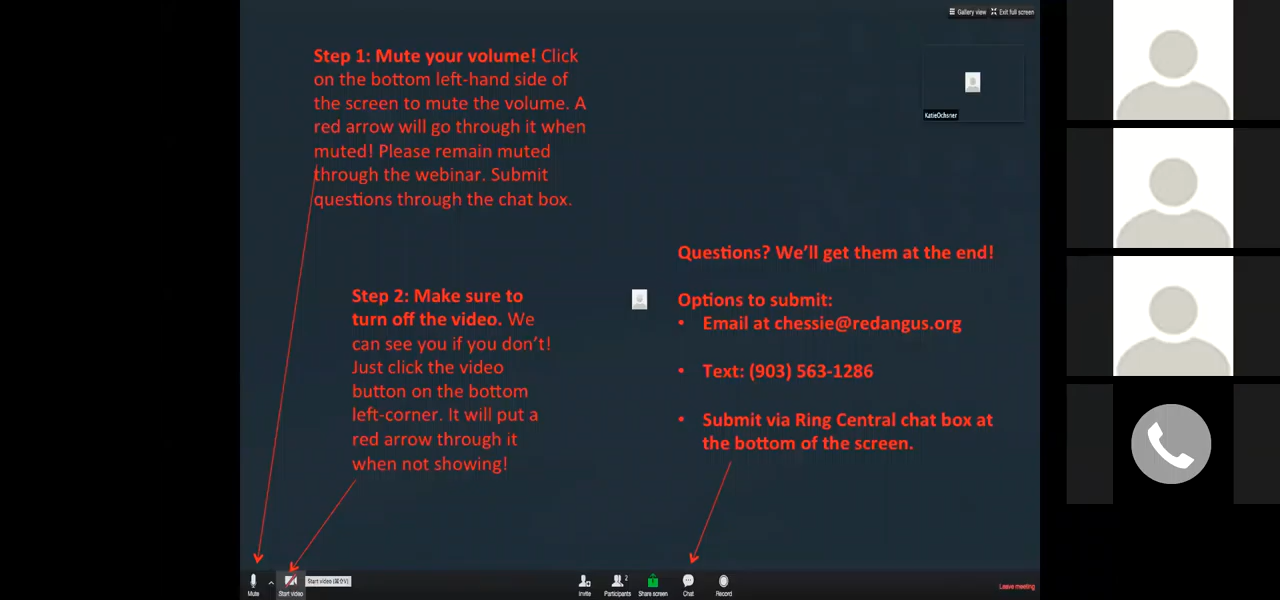 Gallery view Exit full screen
Step 1: Mute your volume! Click
on the bottom left-hand side of
the screen to mute the volume. A
red arrow will go through it when
muted! Please remain muted
through the webinar. Submit
questions through the chat box.
KatieOchsner
Questions? We'll get them at the end!
Options to submit:
• Email at chessie@redangus.org
• Text: (903) 563-1286
• Submit via Ring Central chat box at
the bottom of the screen.
Step 2: Make sure to
turn off the video. We
can see you if you don't!
Just click the video
button on the bottom
left-corner. It will put a
red arrow through it
when not showing!
Mute
Start video
Start video (⌘⇧V)
Invite
Participants 2
Share screen
Chat
Record
Leave meeting